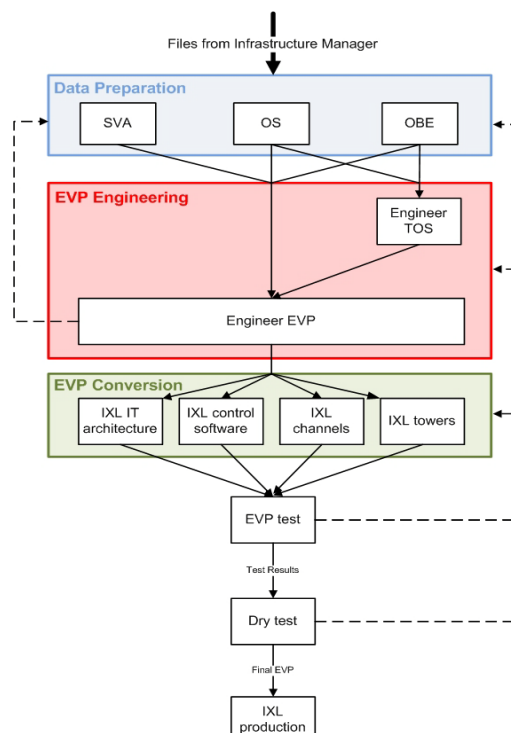 Files from Infrastructure Manager
Data Preparation
SVA
OS
OBE
EVP Engineering
Engineer
TOS
Engineer EVP
EVP Conversion
IXL IT
architecture
IXL control
software
IXL
channels
IXL towers
EVP test
Test Results
Dry test
Final EVP
IXL
production